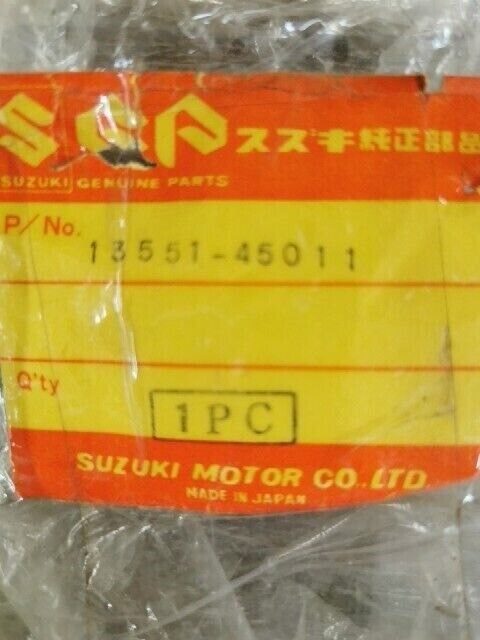 SGP スズキ純正部品
SUZUKI GENUINE PARTS
P/No. 13551-45011
Q'ty 1PC
SUZUKI MOTOR CO.,LTD.
MADE IN JAPAN